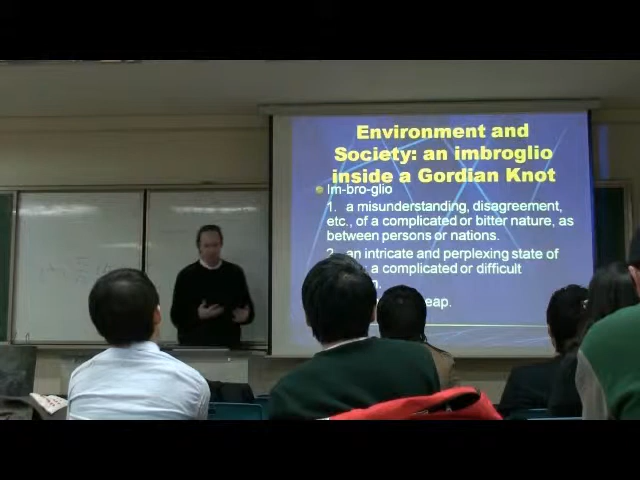 Environment and
Society: an imbroglio
inside a Gordian Knot
Im-bro-glio
1. a misunderstanding, disagreement,
etc., of a complicated or bitter nature, as
between persons or nations.
2. an intricate and perplexing state of
a complicated or difficult
heap.